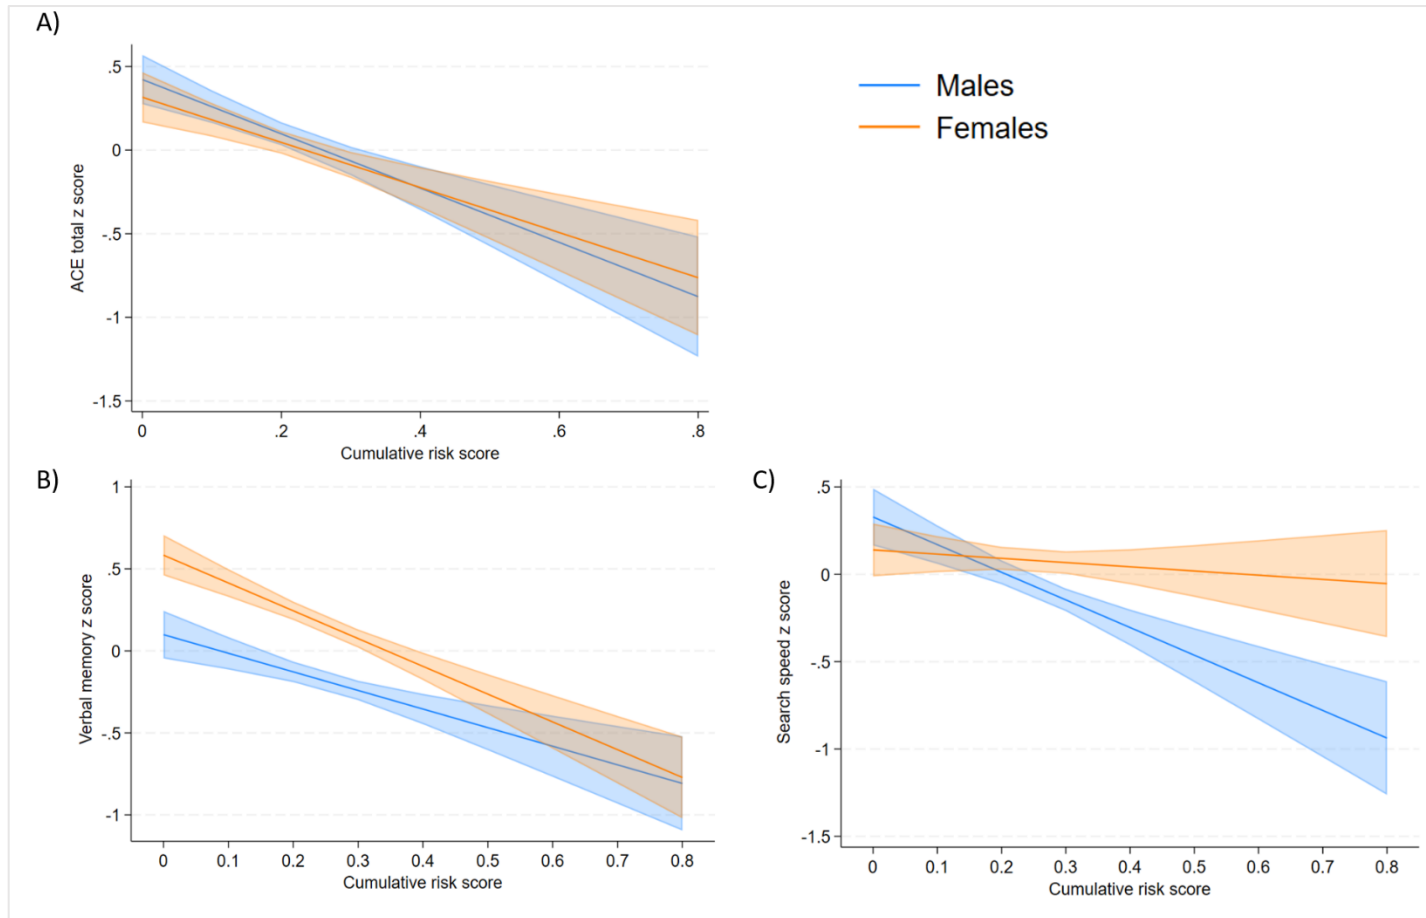 A)
Males
Females
ACE total z score
.5
0
-.5
-1
-1.5
0 .2 .4 .6 .8
Cumulative risk score
B)
Verbal memory z score
1
.5
0
-.5
-1
0 0.1 0.2 0.3 0.4 0.5 0.6 0.7 0.8
Cumulative risk score
C)
Search speed z score
.5
0
-.5
-1
-1.5
0 0.1 0.2 0.3 0.4 0.5 0.6 0.7 0.8
Cumulative risk score